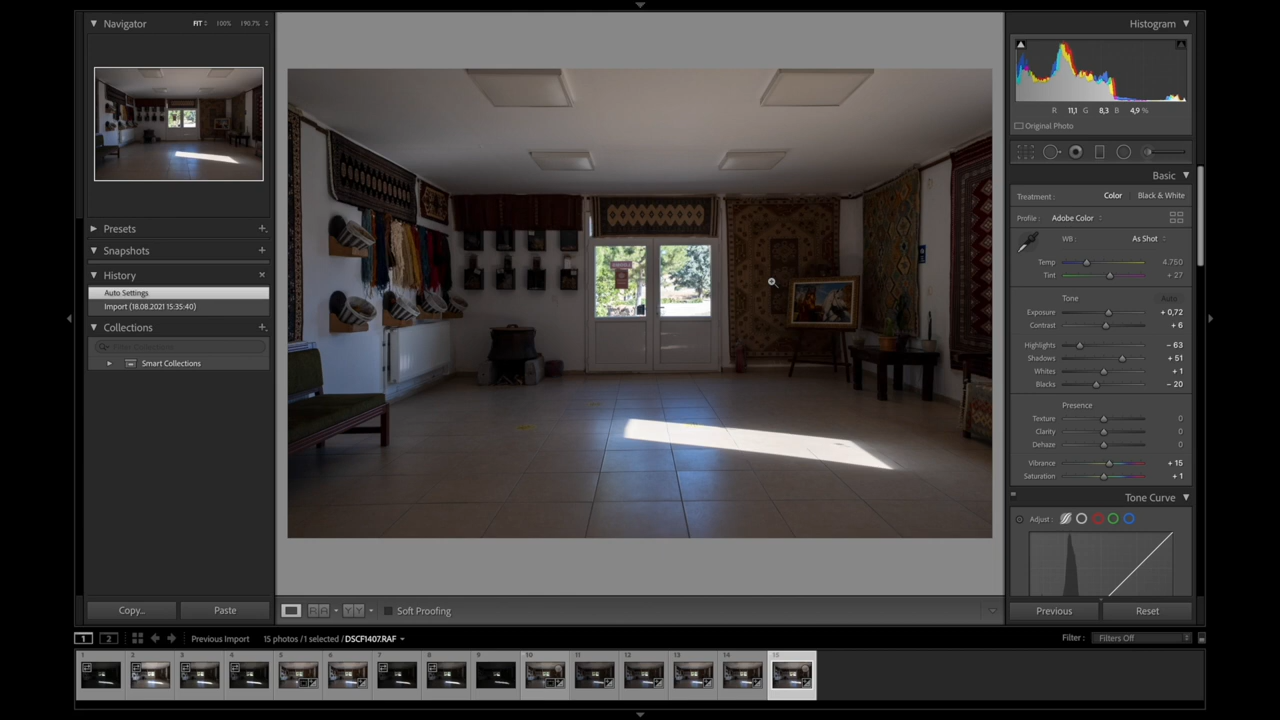 Navigator FIT 100% 190.7% Histogram
R 11,1 G 8,3 B 4,9 %
Original Photo
Basic
Treatment : Color Black & White
Profile : Adobe Color
Presets
Snapshots
WB : As Shot
Temp 4.750
Tint + 27
History
Auto Settings
Import (18.08.2021 15:35:40)
Tone Auto
Exposure + 0,72
Contrast + 6
Collections
Filter Collections
Smart Collections
Highlights – 63
Shadows + 51
Whites + 1
Blacks – 20
Presence
Texture 0
Clarity 0
Dehaze 0
Vibrance + 15
Saturation + 1
Tone Curve
Adjust :
Copy... Paste RA YY Soft Proofing Previous Reset
1 2 Previous Import 15 photos / 1 selected / DSCF1407.RAF Filter : Filters Off
1 2 3 4 5 6 7 8 9 10 11 12 13 14 15